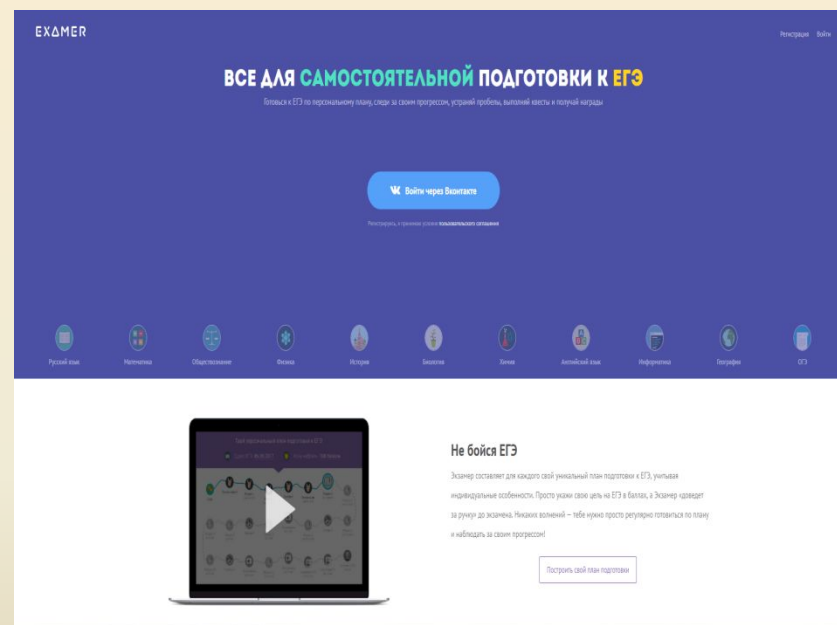 EXAMER
Регистрация Войти
ВСЕ ДЛЯ САМОСТОЯТЕЛЬНОЙ ПОДГОТОВКИ К ЕГЭ
Готовься к ЕГЭ по персональному плану, следи за своим прогрессом, устраняй пробелы, выполняй квесты и получай награды
Войти через Вконтакте
Регистрируясь, я принимаю условия пользовательского соглашения
Русский язык Математика Обществознание Физика История Биология Химия Английский язык Информатика География ОГЭ
Не бойся ЕГЭ
Экзамер составляет для каждого свой уникальный план подготовки к ЕГЭ, учитывая
индивидуальные особенности. Просто укажи свою цель на ЕГЭ в баллах, а Экзамер «доведет
за ручку» до экзамена. Никаких волнений – тебе нужно просто регулярно готовиться по плану
и наблюдать за своим прогрессом!
Построить свой план подготовки